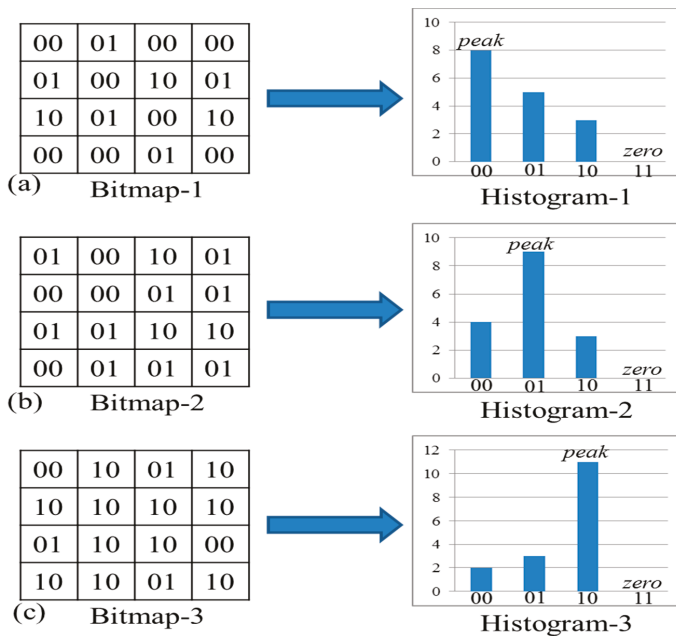 00 01 00 00
01 00 10 01
10 01 00 10
00 00 01 00
(a)
Bitmap-1
10
8
6
4
2
0
peak
zero
00 01 10 11
Histogram-1
01 00 10 01
00 00 01 01
01 01 10 10
00 01 01 01
(b)
Bitmap-2
10
8
6
4
2
0
peak
zero
00 01 10 11
Histogram-2
00 10 01 10
10 10 10 10
01 10 10 00
10 10 01 10
(c)
Bitmap-3
12
10
8
6
4
2
0
peak
zero
00 01 10 11
Histogram-3